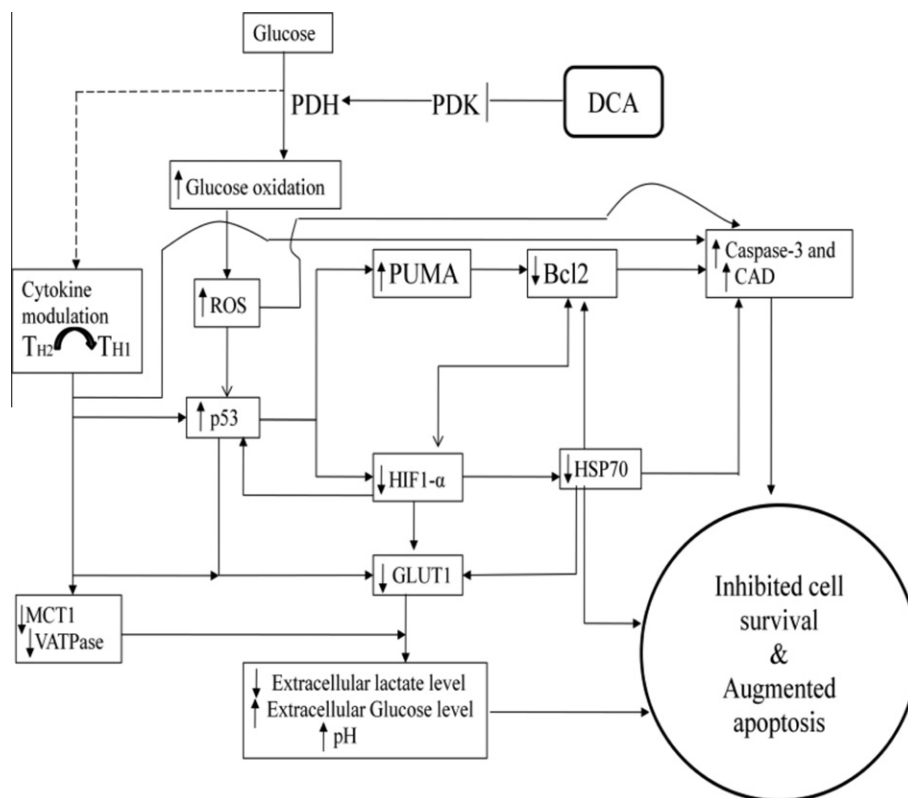 Glucose
PDH
PDK
DCA
↑ Glucose oxidation
Cytokine
modulation
TH2 TH1
↑ ROS
↑ PUMA
↓ Bcl2
↑ Caspase-3 and
↑ CAD
↑ p53
↓ HIF1-α
↓ HSP70
↓ GLUT1
↓ MCT1
↓ VATPase
↓ Extracellular lactate level
↑ Extracellular Glucose level
↑ pH
Inhibited cell
survival
&
Augmented
apoptosis